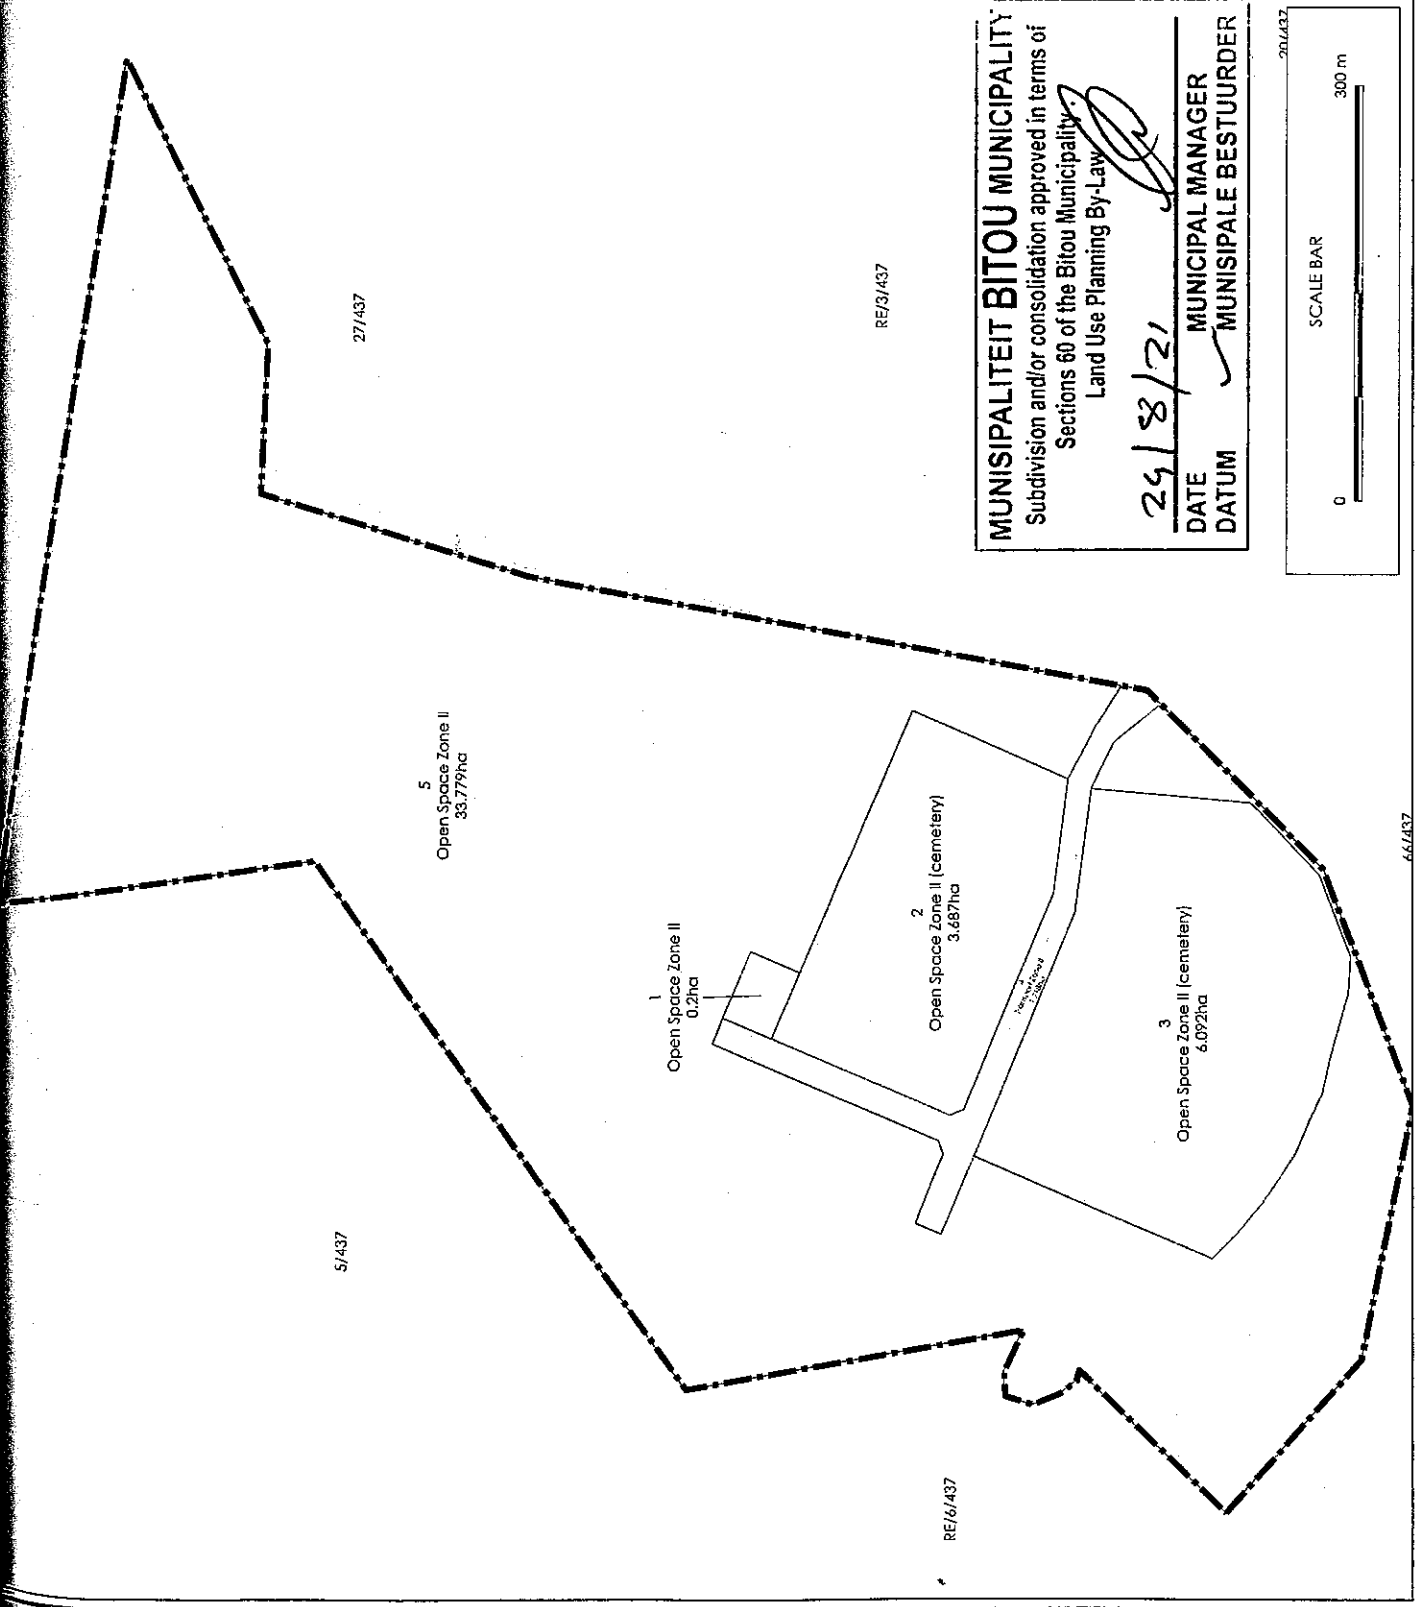 27/437
RE/3/437
5/437
RE/6/437
66/437
20/437
5
Open Space Zone II
33.779ha
1
Open Space Zone II
0.2ha
2
Open Space Zone II (cemetery)
3.687ha
3
Open Space Zone II (cemetery)
6.092ha
MUNISIPALITEIT BITOU MUNICIPALITY
Subdivision and/or consolidation approved in terms of
Sections 60 of the Bitou Municipality:
Land Use Planning By-Law
DATE MUNICIPAL MANAGER
DATUM MUNISIPALE BESTUURDER
SCALE BAR
0 300 m